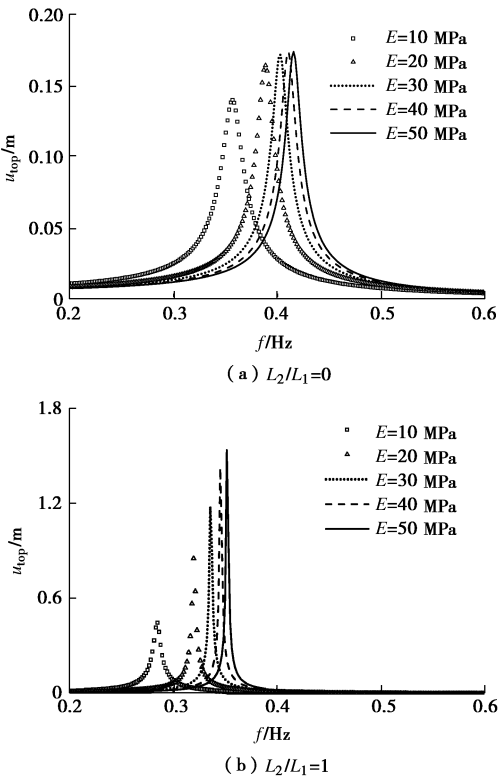 0.20
0.15
0.10
0.05
0
u_top/m
E=10 MPa
E=20 MPa
E=30 MPa
E=40 MPa
E=50 MPa
0.2 0.3 0.4 0.5 0.6
f/Hz
(a) L₂/L₁=0
1.8
1.2
0.6
0
u_top/m
E=10 MPa
E=20 MPa
E=30 MPa
E=40 MPa
E=50 MPa
0.2 0.3 0.4 0.5 0.6
f/Hz
(b) L₂/L₁=1